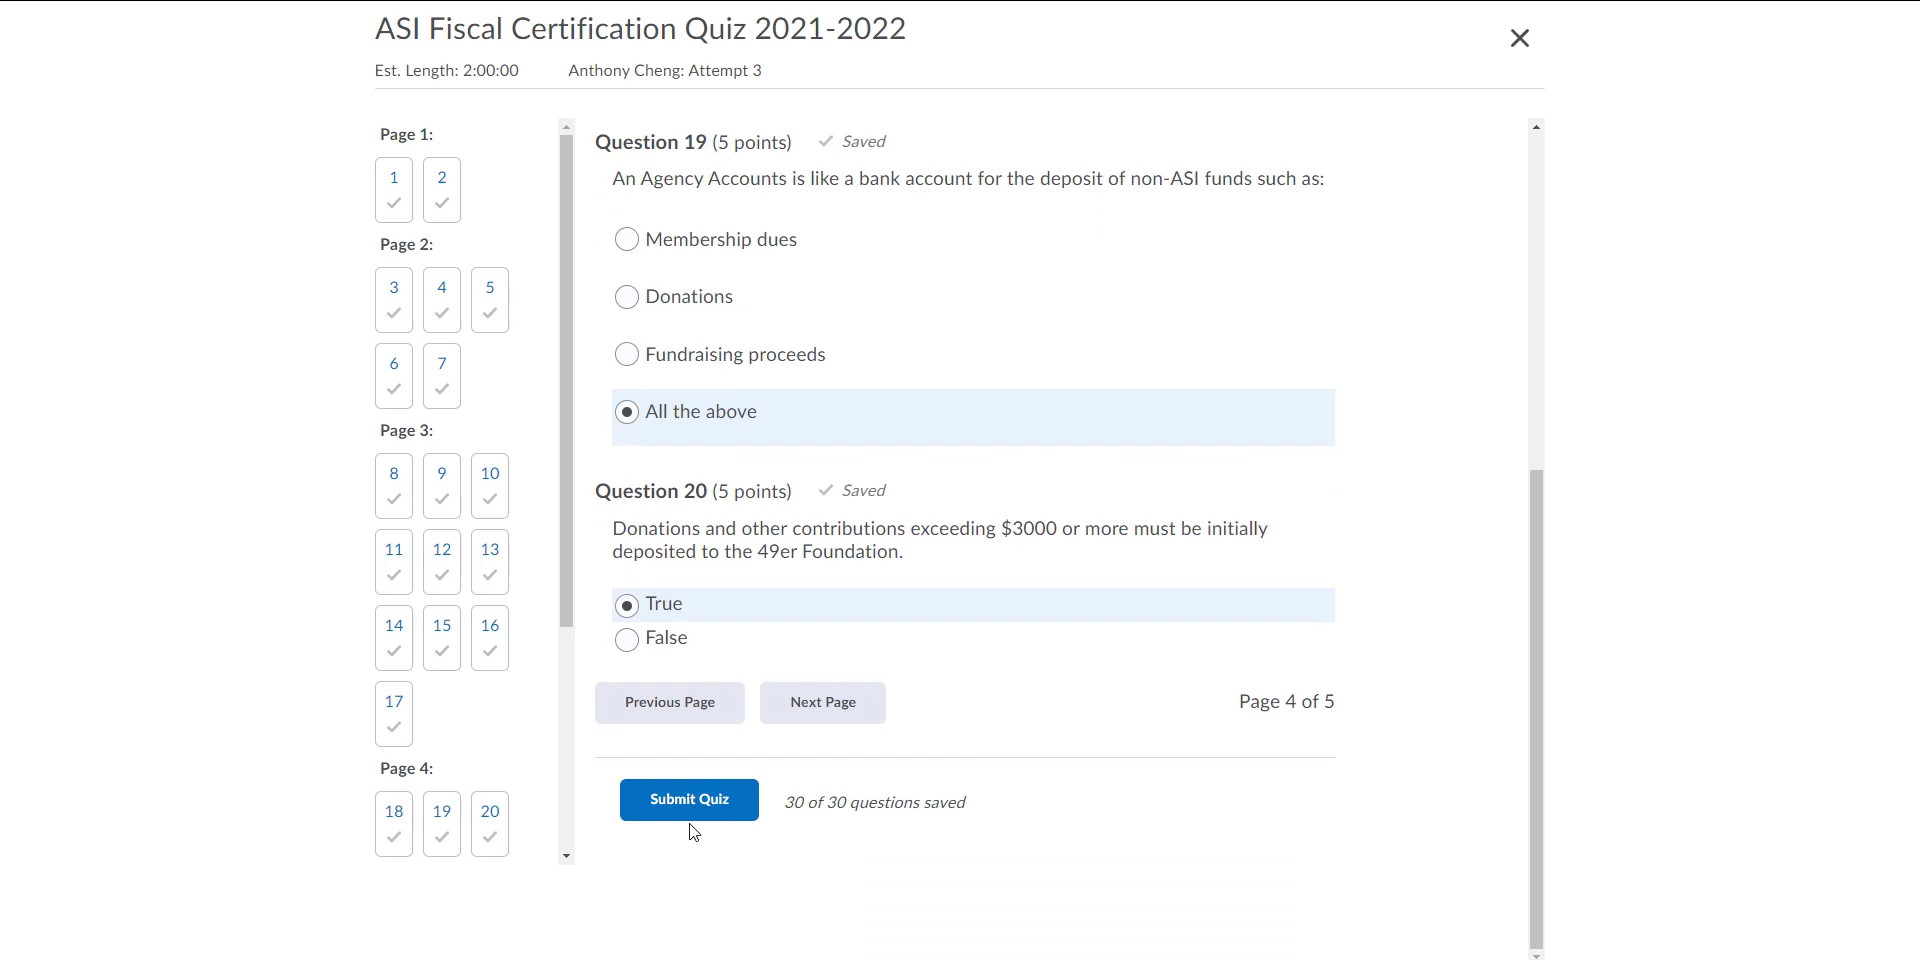 ASI Fiscal Certification Quiz 2021-2022
Est. Length: 2:00:00 Anthony Cheng: Attempt 3
Page 1:
1 2
Page 2:
3 4 5
6 7
Page 3:
8 9 10
11 12 13
14 15 16
17
Page 4:
18 19 20
Question 19 (5 points) Saved
An Agency Accounts is like a bank account for the deposit of non-ASI funds such as:
Membership dues
Donations
Fundraising proceeds
All the above
Question 20 (5 points) Saved
Donations and other contributions exceeding $3000 or more must be initially
deposited to the 49er Foundation.
True
False
Previous Page Next Page Page 4 of 5
Submit Quiz 30 of 30 questions saved